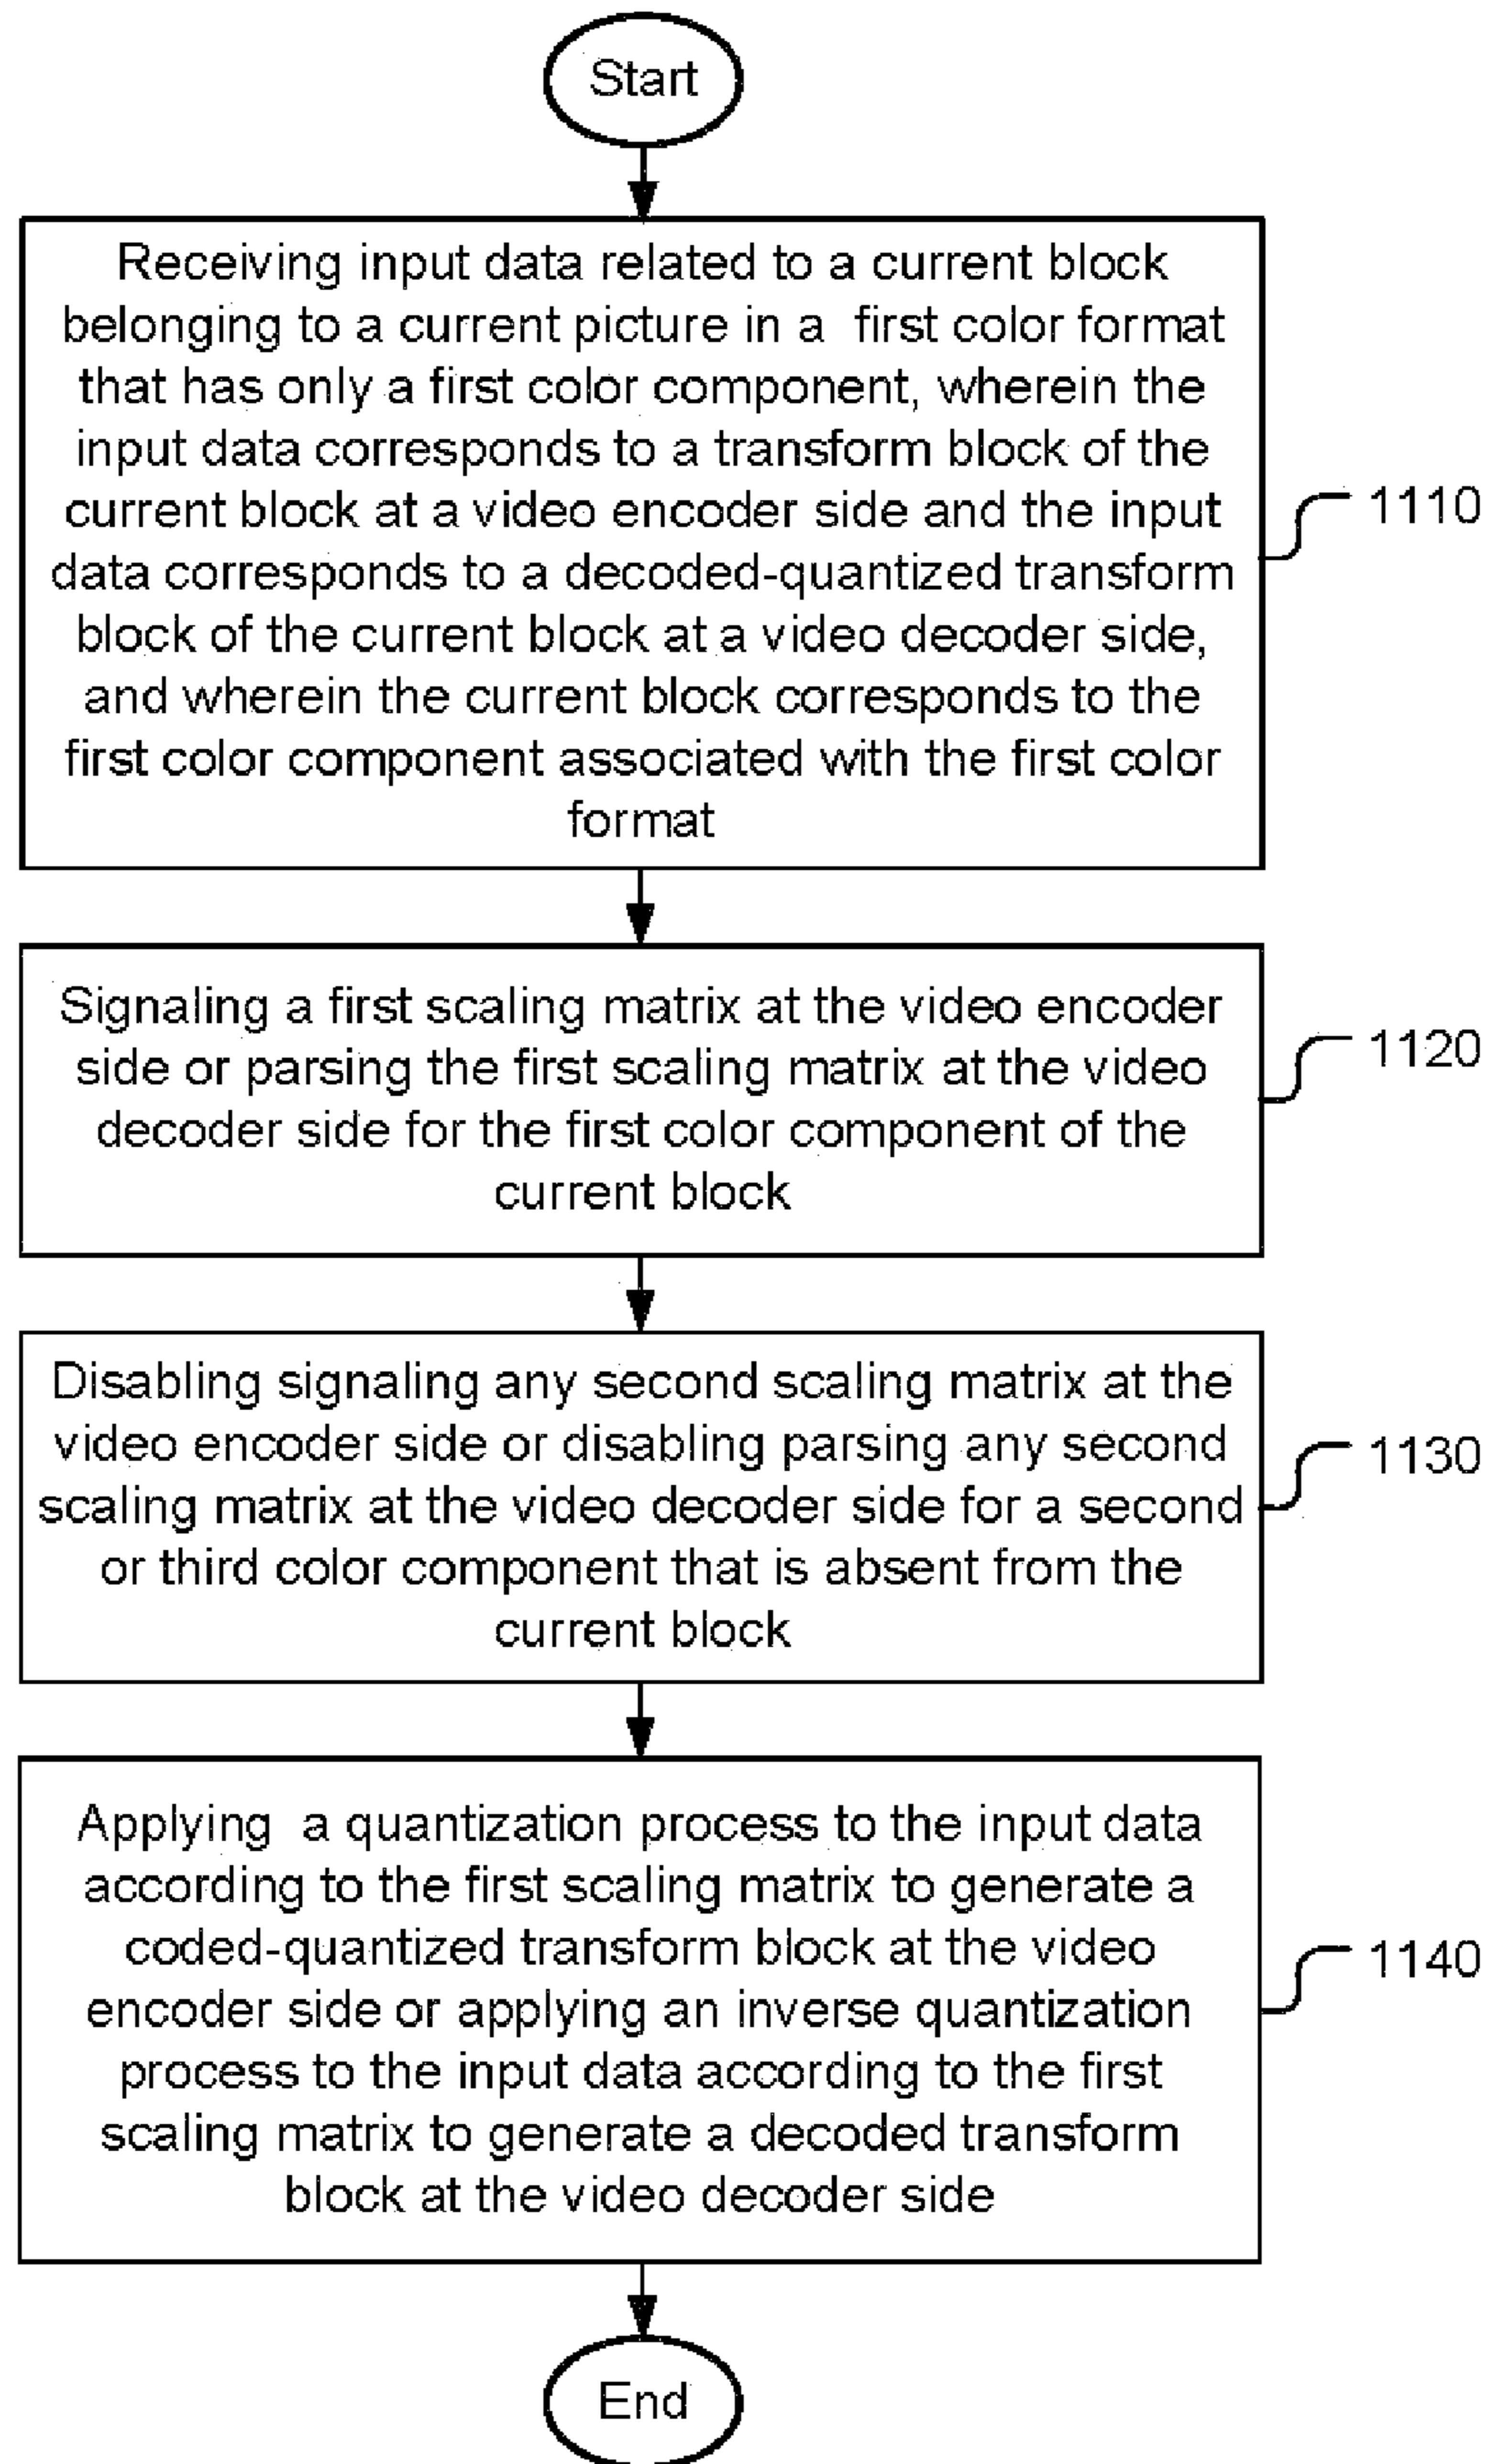 Start
Receiving input data related to a current block
belonging to a current picture in a first color format
that has only a first color component, wherein the
input data corresponds to a transform block of the
current block at a video encoder side and the input
data corresponds to a decoded-quantized transform
block of the current block at a video decoder side,
and wherein the current block corresponds to the
first color component associated with the first color
format
1110
Signaling a first scaling matrix at the video encoder
side or parsing the first scaling matrix at the video
decoder side for the first color component of the
current block
1120
Disabling signaling any second scaling matrix at the
video encoder side or disabling parsing any second
scaling matrix at the video decoder side for a second
or third color component that is absent from the
current block
1130
Applying a quantization process to the input data
according to the first scaling matrix to generate a
coded-quantized transform block at the video
encoder side or applying an inverse quantization
process to the input data according to the first
scaling matrix to generate a decoded transform
block at the video decoder side
1140
End